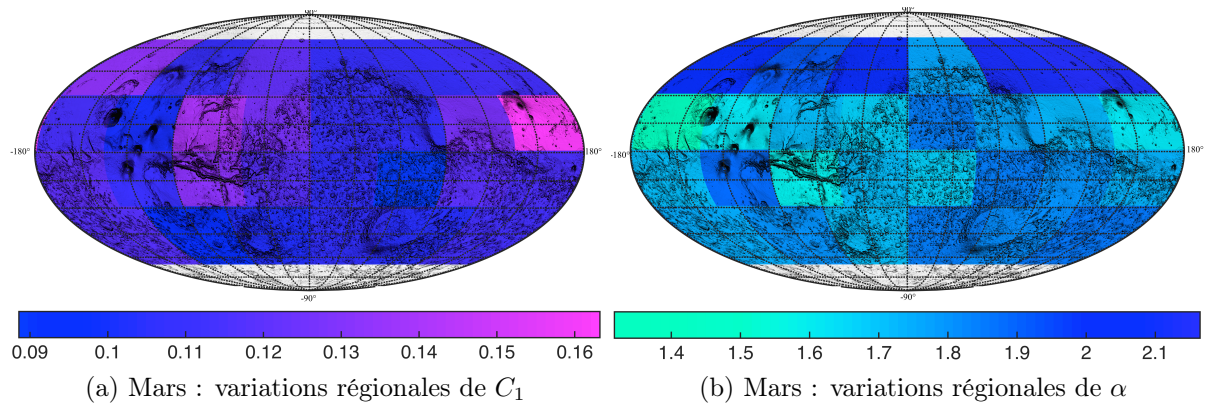 90°
90°
-180°
180°
-180°
180°
-90°
-90°
0.09 0.1 0.11 0.12 0.13 0.14 0.15 0.16
1.4 1.5 1.6 1.7 1.8 1.9 2 2.1
(a) Mars : variations régionales de C₁
(b) Mars : variations régionales de α